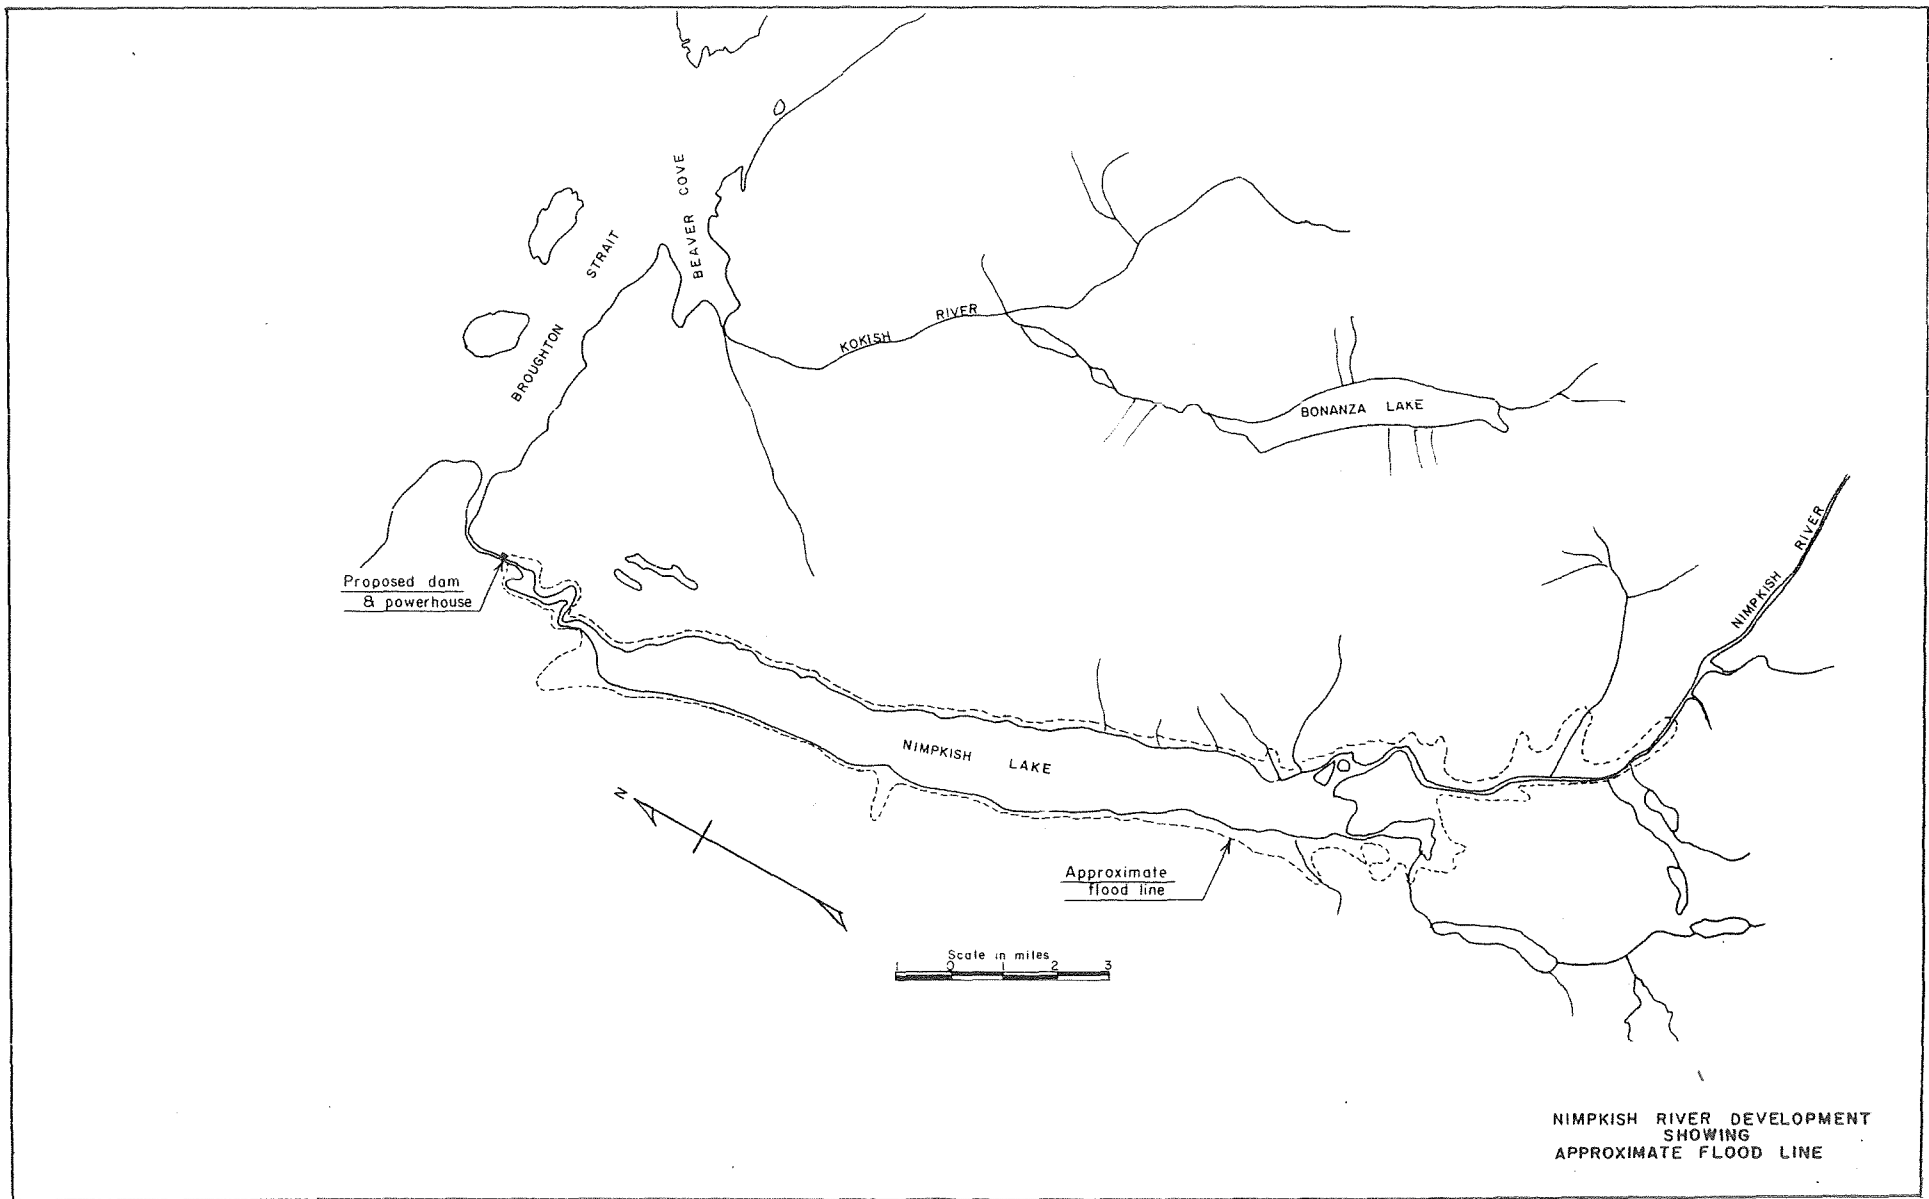 BEAVER COVE
BROUGHTON STRAIT
KOKISH RIVER
BONANZA LAKE
NIMPKISH RIVER
Proposed dam
& powerhouse
NIMPKISH LAKE
N
Approximate
flood line
Scale in miles
1 0 1 2 3
NIMPKISH RIVER DEVELOPMENT
SHOWING
APPROXIMATE FLOOD LINE